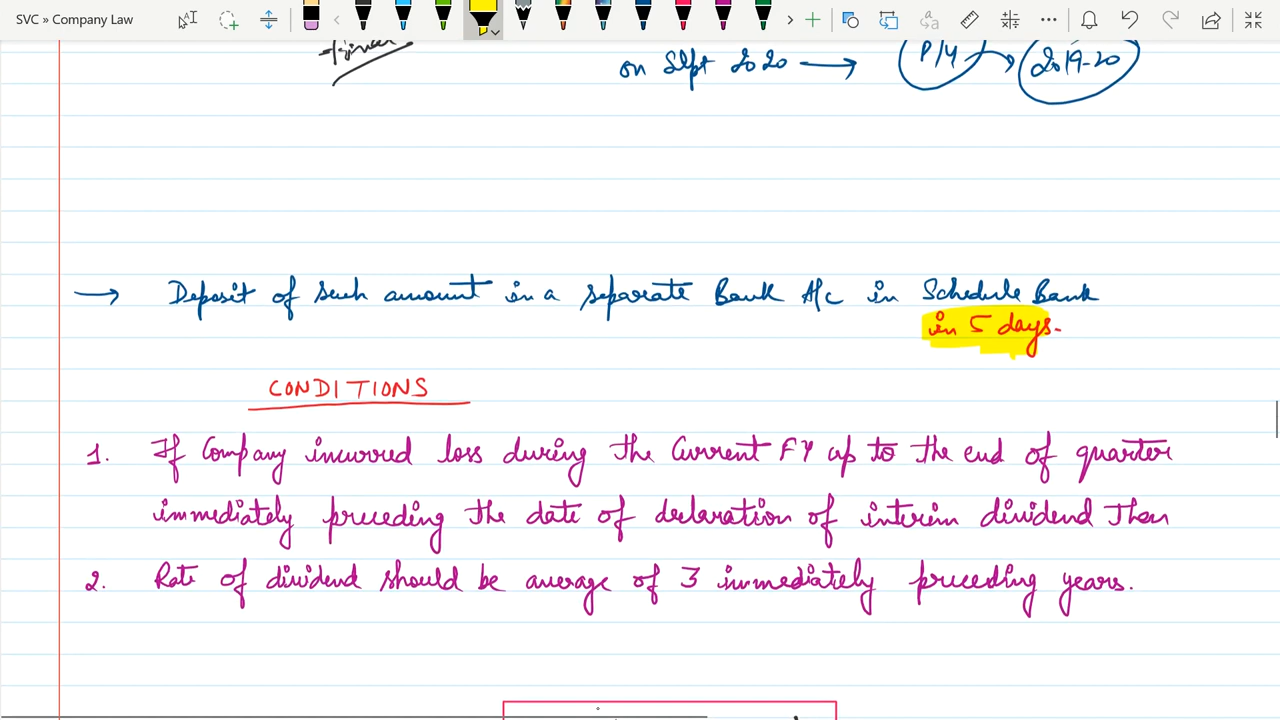 SVC » Company Law
on Sept 2020 → P/Y → 2019-20
→ Deposit of such amount in a separate Bank A/c in Schedule Bank
in 5 days.
CONDITIONS
1. If Company incurred loss during the Current FY up to the end of quarter
immediately preceding the date of declaration of interim dividend then
2. Rate of dividend should be average of 3 immediately preceding years.